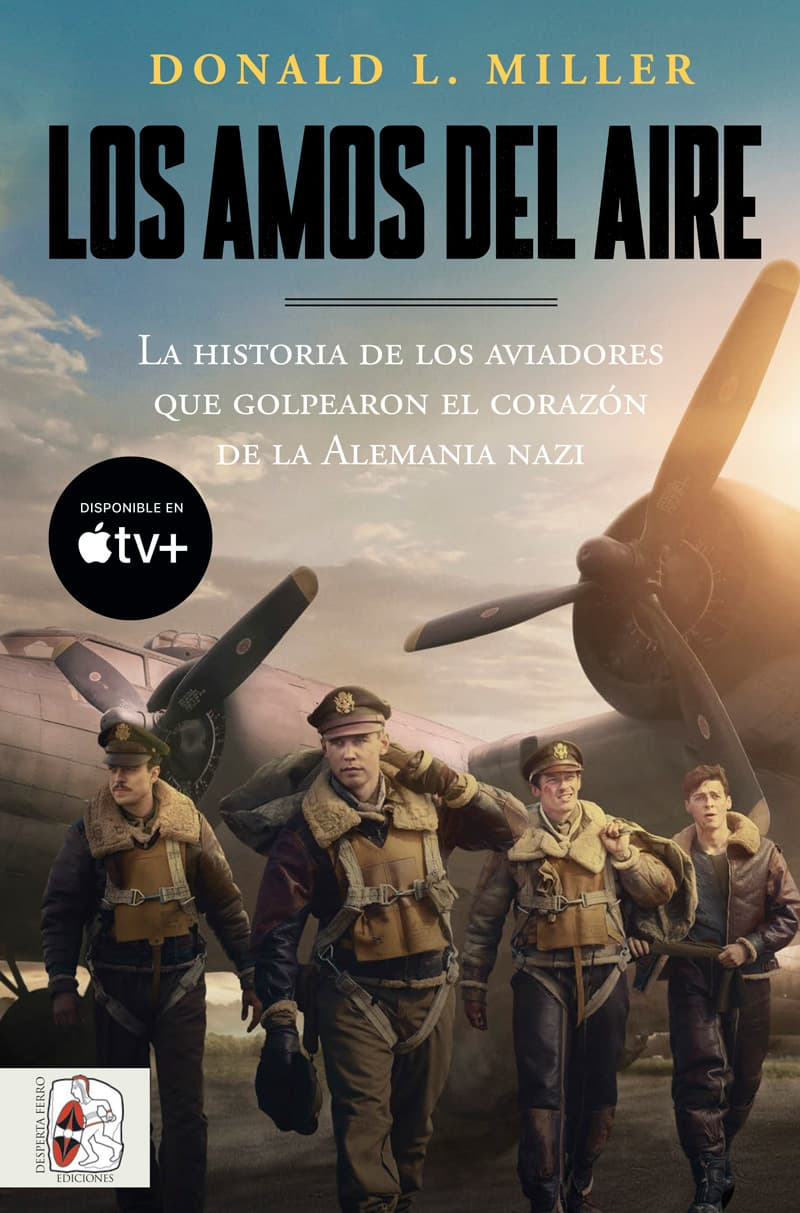 DONALD L. MILLER
LOS AMOS DEL AIRE
LA HISTORIA DE LOS AVIADORES
QUE GOLPEARON EL CORAZÓN
DE LA ALEMANIA NAZI
DISPONIBLE EN
tv+
DESPERTA FERRO
EDICIONES